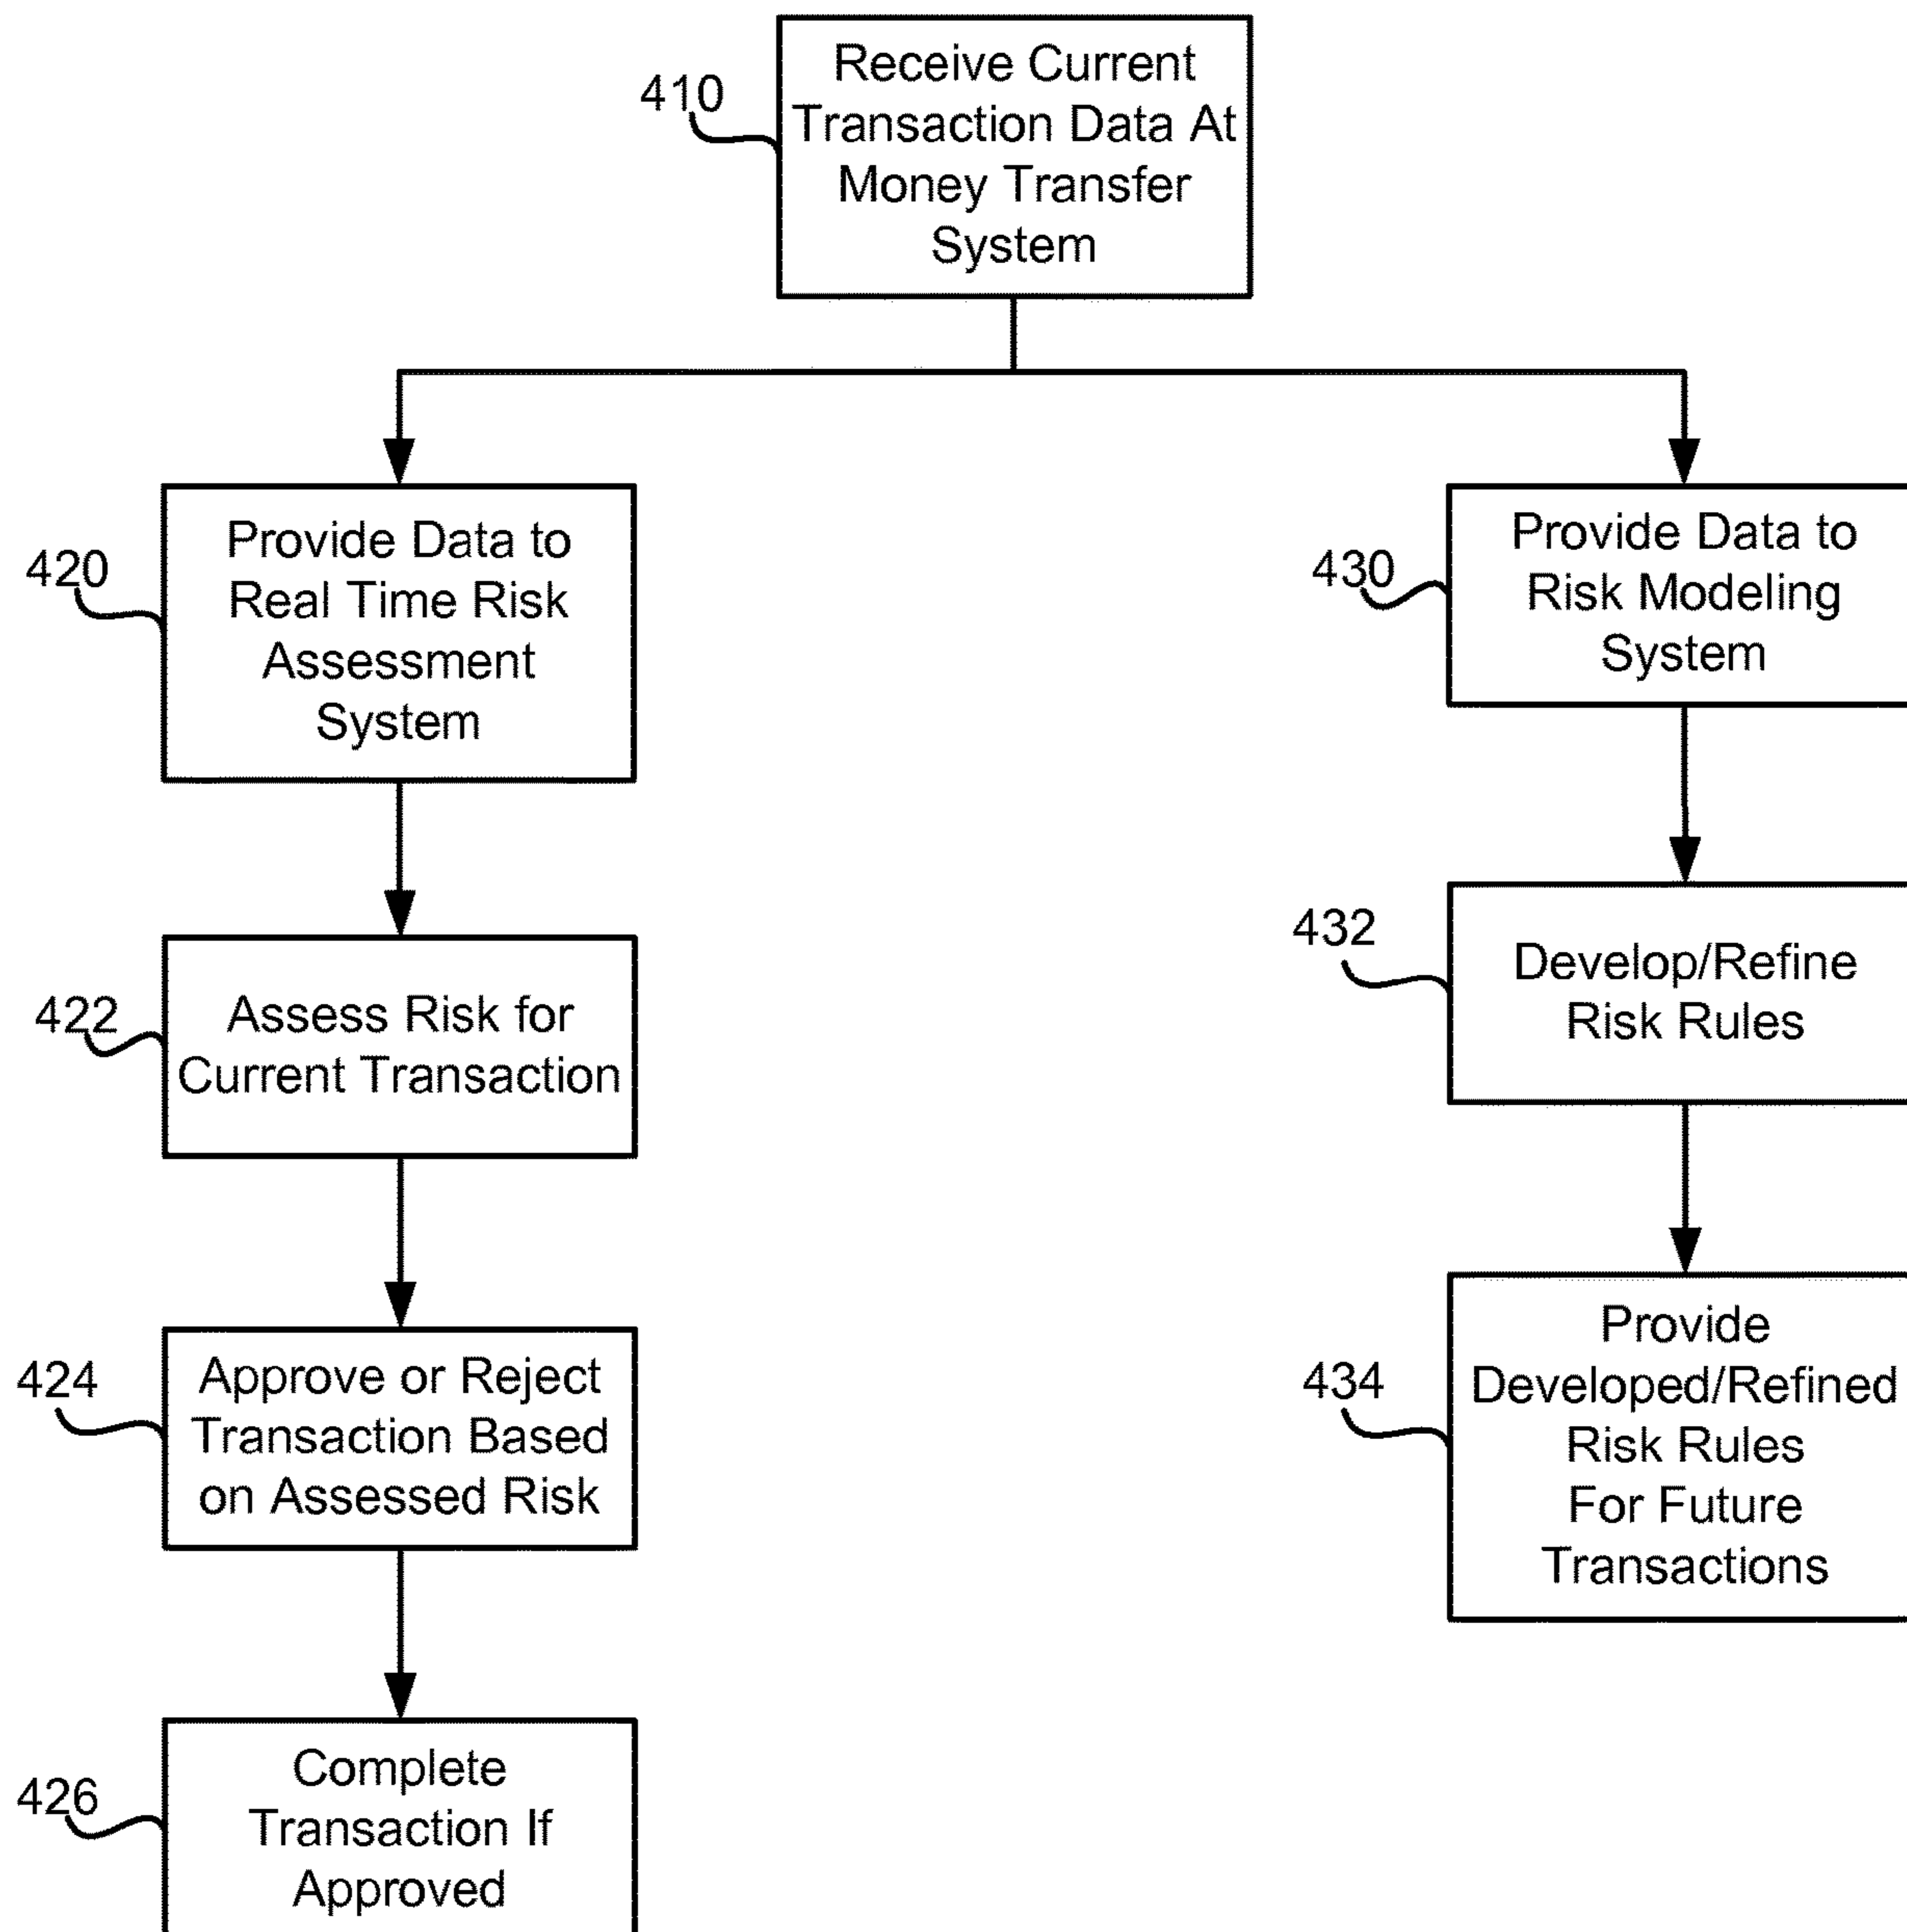 410
Receive Current
Transaction Data At
Money Transfer
System
420
Provide Data to
Real Time Risk
Assessment
System
422
Assess Risk for
Current Transaction
424
Approve or Reject
Transaction Based
on Assessed Risk
426
Complete
Transaction If
Approved
430
Provide Data to
Risk Modeling
System
432
Develop/Refine
Risk Rules
434
Provide
Developed/Refined
Risk Rules
For Future
Transactions